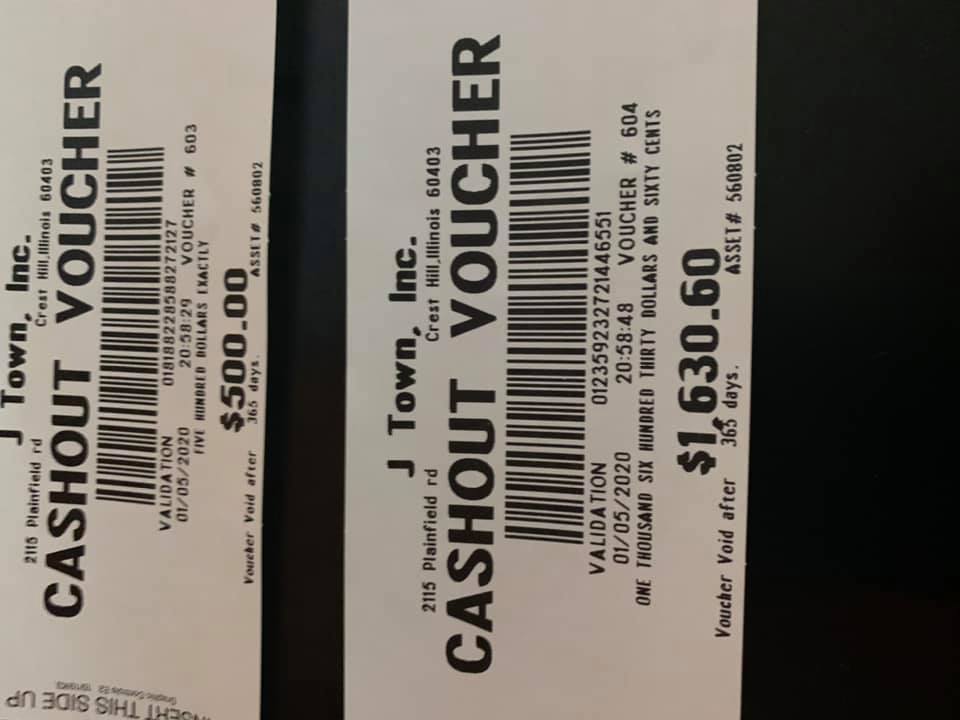 J Town, Inc.
2115 Plainfield rd Crest Hill,Illinois 60403
CASHOUT VOUCHER
VALIDATION 018188228588272127
01/05/2020 20:58:29 VOUCHER # 603
FIVE HUNDRED DOLLARS EXACTLY
$500.00
Voucher Void after 365 days. ASSET# 560802
INSERT THIS SIDE UP
Graphic Controls
J Town, Inc.
2115 Plainfield rd Crest Hill,Illinois 60403
CASHOUT VOUCHER
VALIDATION 012359232721446551
01/05/2020 20:58:48 VOUCHER # 604
ONE THOUSAND SIX HUNDRED THIRTY DOLLARS AND SIXTY CENTS
$1,630.60
Voucher Void after 365 days. ASSET# 560802